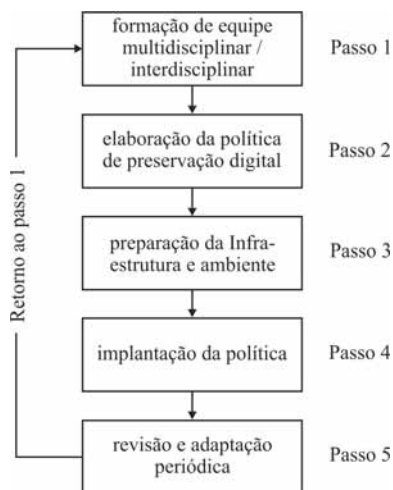 formação de equipe
multidisciplinar /
interdisciplinar
Passo 1
elaboração da política
de preservação digital
Passo 2
preparação da Infra-
estrutura e ambiente
Passo 3
implantação da política
Passo 4
revisão e adaptação
periódica
Passo 5
Retorno ao passo 1